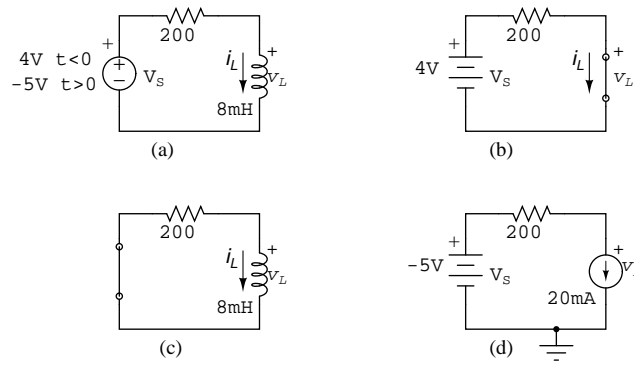 +
200
+
4V t<0
-5V t>0
+
−
V_S
i_L
v_L
8mH
(a)
+
200
+
4V
V_S
i_L
v_L
(b)
200
+
i_L
v_L
8mH
(c)
+
200
+
-5V
V_S
20mA
(d)